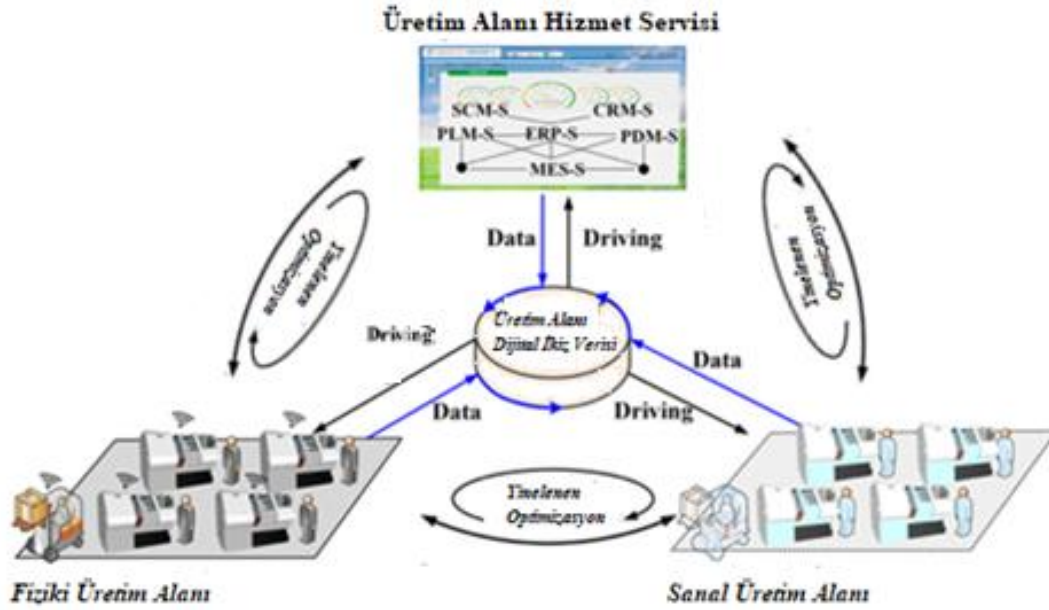 Üretim Alanı Hizmet Servisi
SCM-S CRM-S
PLM-S ERP-S PDM-S
MES-S
Data Driving
Yinelenen
Optimizasyon
Yinelenen
Optimizasyon
Üretim Alanı
Dijital İkiz Verisi
Driving
Data
Data
Driving
Yinelenen
Optimizasyon
Fiziki Üretim Alanı
Sanal Üretim Alanı